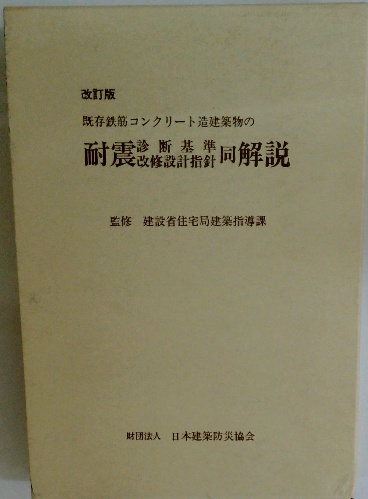 改訂版
既存鉄筋コンクリート造建築物の
耐震診断基準改修設計指針同解説
監修 建設省住宅局建築指導課
財団法人 日本建築防災協会